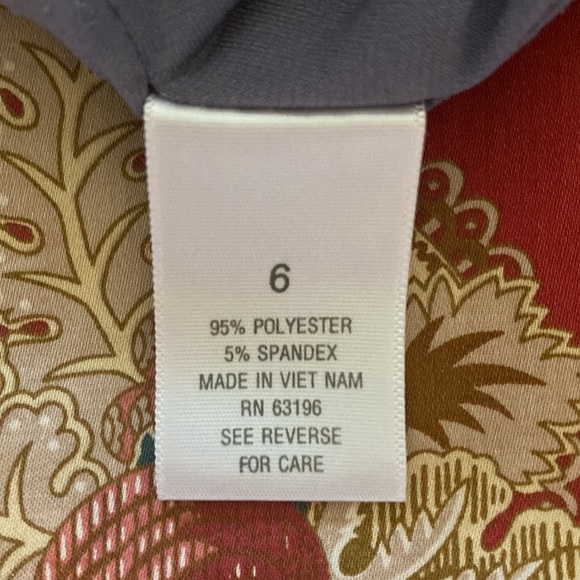 6
95% POLYESTER
5% SPANDEX
MADE IN VIET NAM
RN 63196
SEE REVERSE
FOR CARE